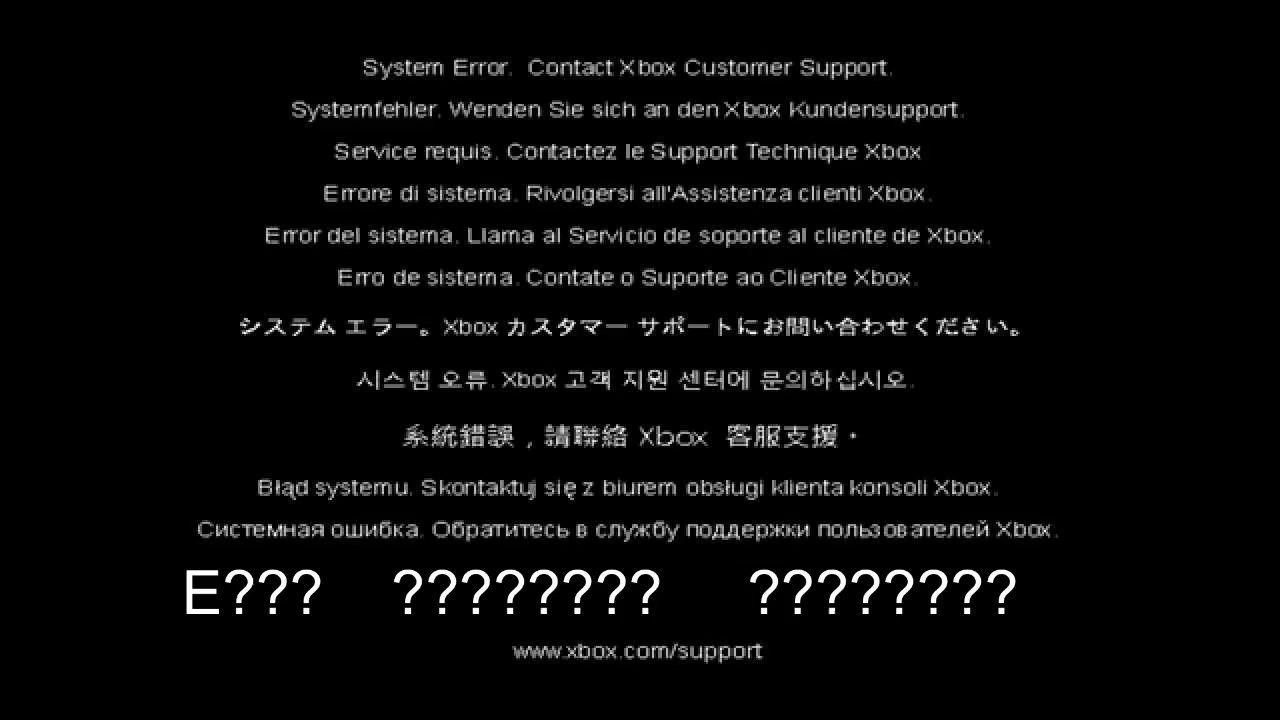 System Error.  Contact Xbox Customer Support.
Systemfehler. Wenden Sie sich an den Xbox Kundensupport.
Service requis. Contactez le Support Technique Xbox
Errore di sistema. Rivolgersi all'Assistenza clienti Xbox.
Error del sistema. Llama al Servicio de soporte al cliente de Xbox.
Erro de sistema. Contate o Suporte ao Cliente Xbox.
システム エラー。Xbox カスタマー サポートにお問い合わせください。
시스템 오류. Xbox 고객 지원 센터에 문의하십시오.
系統錯誤，請聯絡 Xbox 客服支援。
Błąd systemu. Skontaktuj się z biurem obsługi klienta konsoli Xbox.
Системная ошибка. Обратитесь в службу поддержки пользователей Xbox.
E??? ???????? ????????
www.xbox.com/support